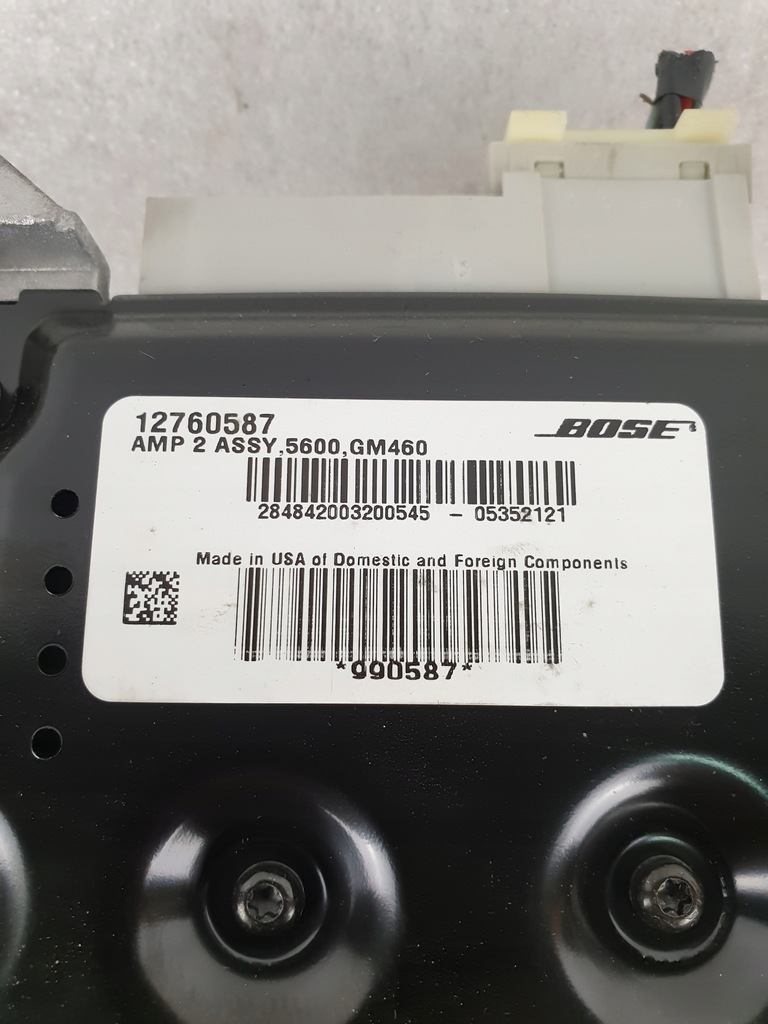 12760587
BOSE
AMP 2 ASSY,5600,GM460
284842003200545 - 05352121
Made in USA of Domestic and Foreign Components
*990587*